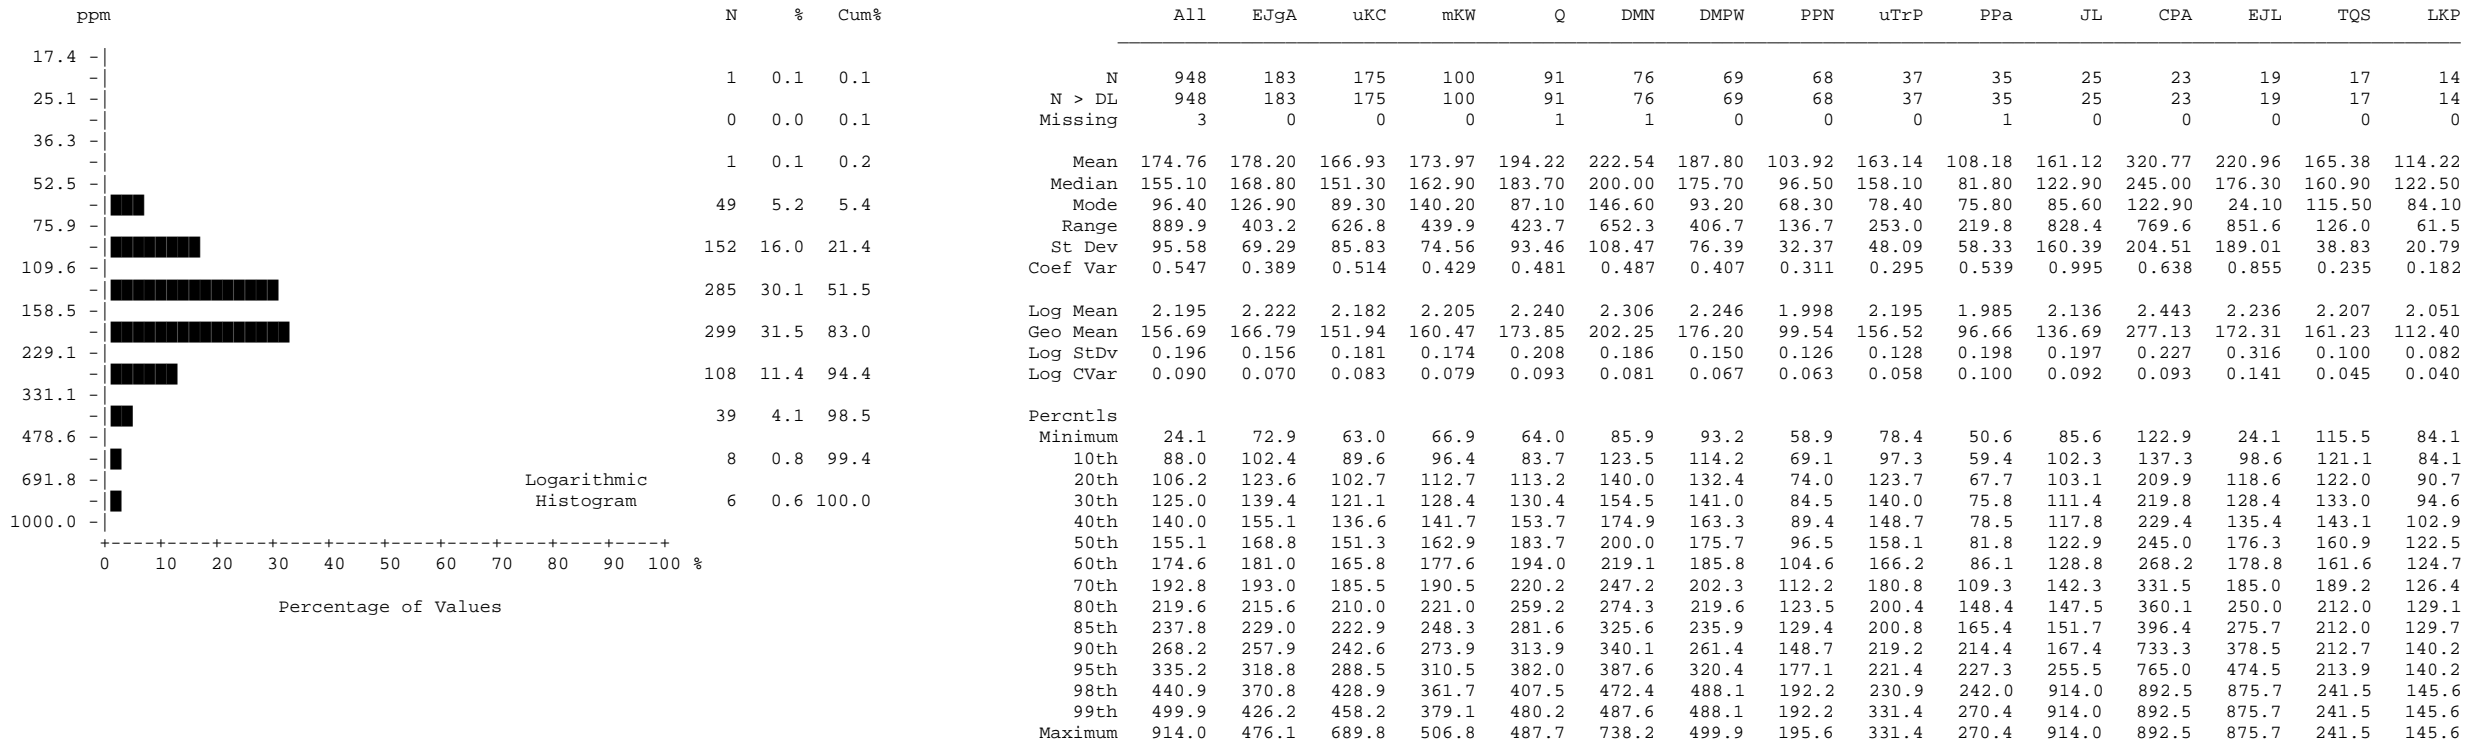 ppm N % Cum% All EJgA uKC mKW Q DMN DMPW PPN uTrP PPa JL CPA EJL TQS LKP
17.4 -|
-| 1 0.1 0.1 N 948 183 175 100 91 76 69 68 37 35 25 23 19 17 14
25.1 -| N > DL 948 183 175 100 91 76 69 68 37 35 25 23 19 17 14
-| 0 0.0 0.1 Missing 3 0 0 0 1 1 0 0 0 1 0 0 0 0 0
36.3 -|
-| 1 0.1 0.2 Mean 174.76 178.20 166.93 173.97 194.22 222.54 187.80 103.92 163.14 108.18 161.12 320.77 220.96 165.38 114.22
52.5 -| Median 155.10 168.80 151.30 162.90 183.70 200.00 175.70 96.50 158.10 81.80 122.90 245.00 176.30 160.90 122.50
-| 49 5.2 5.4 Mode 96.40 126.90 89.30 140.20 87.10 146.60 93.20 68.30 78.40 75.80 85.60 122.90 24.10 115.50 84.10
75.9 -| Range 889.9 403.2 626.8 439.9 423.7 652.3 406.7 136.7 253.0 219.8 828.4 769.6 851.6 126.0 61.5
-| 152 16.0 21.4 St Dev 95.58 69.29 85.83 74.56 93.46 108.47 76.39 32.37 48.09 58.33 160.39 204.51 189.01 38.83 20.79
109.6 -| Coef Var 0.547 0.389 0.514 0.429 0.481 0.487 0.407 0.311 0.295 0.539 0.995 0.638 0.855 0.235 0.182
-| 285 30.1 51.5
158.5 -| Log Mean 2.195 2.222 2.182 2.205 2.240 2.306 2.246 1.998 2.195 1.985 2.136 2.443 2.236 2.207 2.051
-| 299 31.5 83.0 Geo Mean 156.69 166.79 151.94 160.47 173.85 202.25 176.20 99.54 156.52 96.66 136.69 277.13 172.31 161.23 112.40
229.1 -| Log StDv 0.196 0.156 0.181 0.174 0.208 0.186 0.150 0.126 0.128 0.198 0.197 0.227 0.316 0.100 0.082
-| 108 11.4 94.4 Log CVar 0.090 0.070 0.083 0.079 0.093 0.081 0.067 0.063 0.058 0.100 0.092 0.093 0.141 0.045 0.040
331.1 -|
-| 39 4.1 98.5 Percntls
478.6 -| Minimum 24.1 72.9 63.0 66.9 64.0 85.9 93.2 58.9 78.4 50.6 85.6 122.9 24.1 115.5 84.1
-| 8 0.8 99.4 10th 88.0 102.4 89.6 96.4 83.7 123.5 114.2 69.1 97.3 59.4 102.3 137.3 98.6 121.1 84.1
691.8 -| Logarithmic 20th 106.2 123.6 102.7 112.7 113.2 140.0 132.4 74.0 123.7 67.7 103.1 209.9 118.6 122.0 90.7
-| Histogram 6 0.6 100.0 30th 125.0 139.4 121.1 128.4 130.4 154.5 141.0 84.5 140.0 75.8 111.4 219.8 128.4 133.0 94.6
1000.0 -| 40th 140.0 155.1 136.6 141.7 153.7 174.9 163.3 89.4 148.7 78.5 117.8 229.4 135.4 143.1 102.9
+----+----+----+----+----+----+----+----+----+----+ 50th 155.1 168.8 151.3 162.9 183.7 200.0 175.7 96.5 158.1 81.8 122.9 245.0 176.3 160.9 122.5
0 10 20 30 40 50 60 70 80 90 100 % 60th 174.6 181.0 165.8 177.6 194.0 219.1 185.8 104.6 166.2 86.1 128.8 268.2 178.8 161.6 124.7
70th 192.8 193.0 185.5 190.5 220.2 247.2 202.3 112.2 180.8 109.3 142.3 331.5 185.0 189.2 126.4
Percentage of Values 80th 219.6 215.6 210.0 221.0 259.2 274.3 219.6 123.5 200.4 148.4 147.5 360.1 250.0 212.0 129.1
85th 237.8 229.0 222.9 248.3 281.6 325.6 235.9 129.4 200.8 165.4 151.7 396.4 275.7 212.0 129.7
90th 268.2 257.9 242.6 273.9 313.9 340.1 261.4 148.7 219.2 214.4 167.4 733.3 378.5 212.7 140.2
95th 335.2 318.8 288.5 310.5 382.0 387.6 320.4 177.1 221.4 227.3 255.5 765.0 474.5 213.9 140.2
98th 440.9 370.8 428.9 361.7 407.5 472.4 488.1 192.2 230.9 242.0 914.0 892.5 875.7 241.5 145.6
99th 499.9 426.2 458.2 379.1 480.2 487.6 488.1 192.2 331.4 270.4 914.0 892.5 875.7 241.5 145.6
Maximum 914.0 476.1 689.8 506.8 487.7 738.2 499.9 195.6 331.4 270.4 914.0 892.5 875.7 241.5 145.6